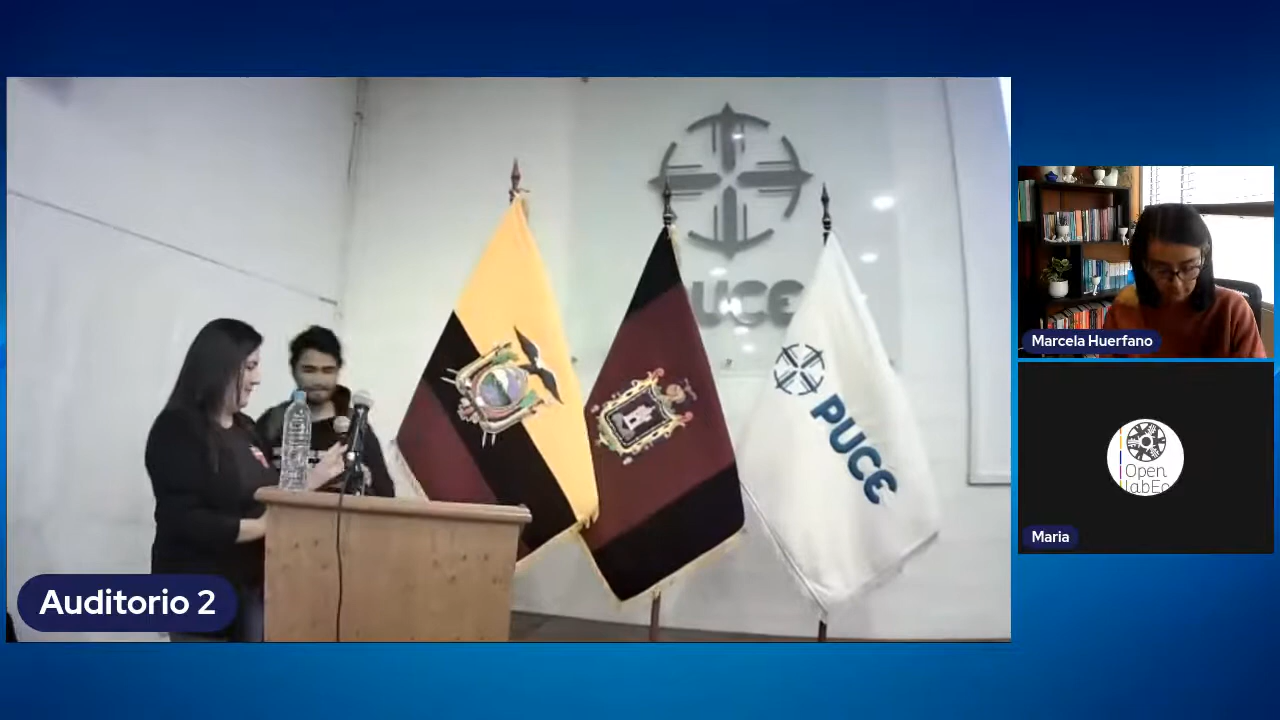 PUCE
PUCE
Auditorio 2
Marcela Huerfano
Open
labEc
Maria